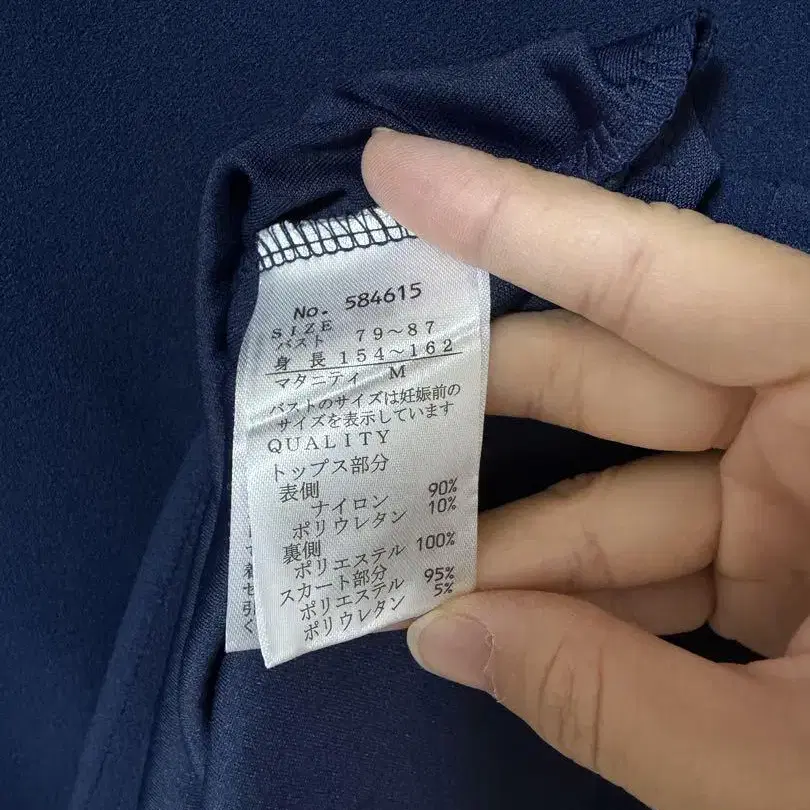 No. 584615
SIZE
バスト 79～87
身長 154～162
マタニティ M
バストのサイズは妊娠前の
サイズを表示しています
QUALITY
トップス部分
表側
ナイロン 90%
ポリウレタン 10%
裏側
ポリエステル 100%
スカート部分
ポリエステル 95%
ポリウレタン 5%
着せ引く